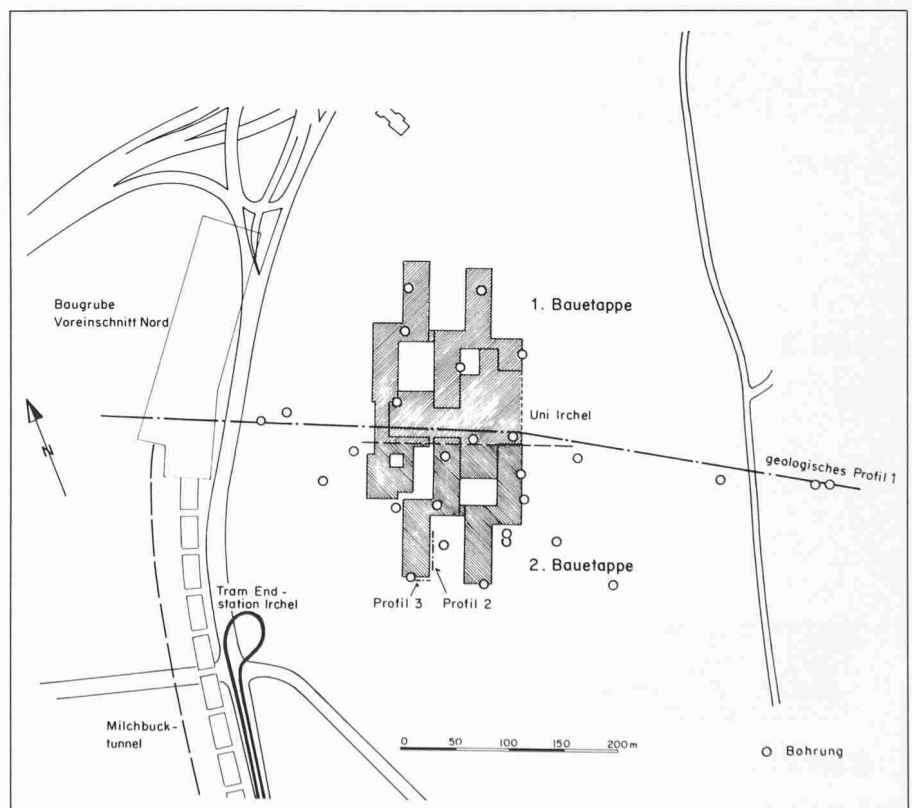 Baugrube
Voreinschnitt Nord
1. Bauetappe
N
Uni Irchel
geologisches Profil 1
2. Bauetappe
Tram End-
station Irchel
Profil 3
Profil 2
Milchbuck-
tunnel
0 50 100 150 200 m
Bohrung